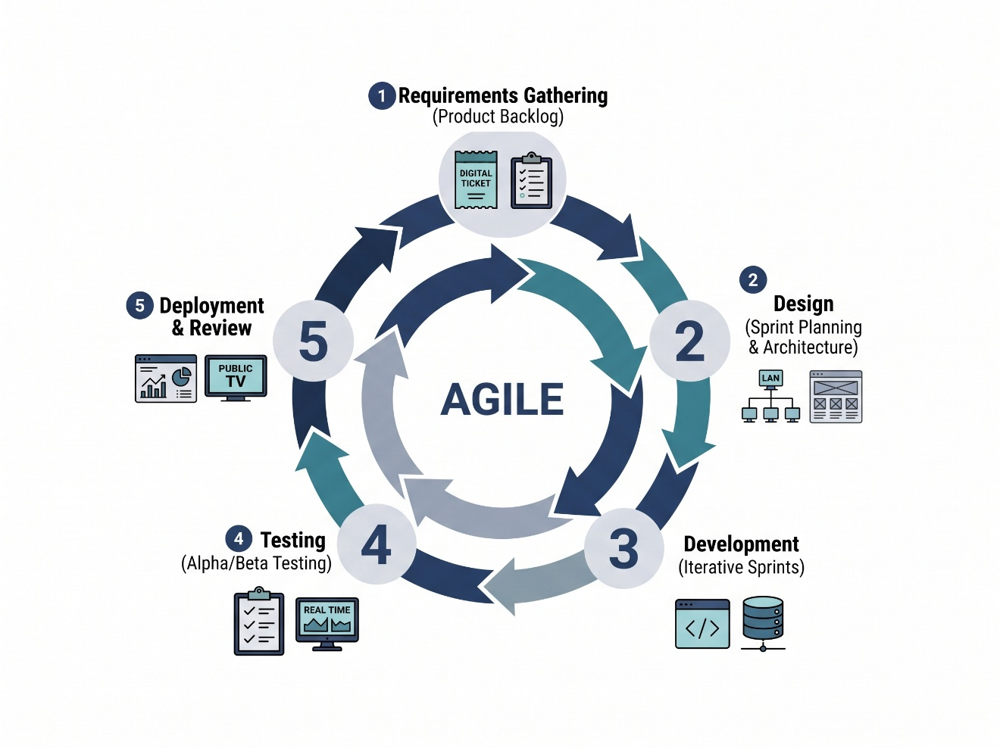 1 Requirements Gathering
(Product Backlog)
DIGITAL
TICKET
2
Design
(Sprint Planning
& Architecture)
LAN
2
3
Development
(Iterative Sprints)
</>
4
4 Testing
(Alpha/Beta Testing)
REAL TIME
5
5 Deployment
& Review
PUBLIC
TV
AGILE